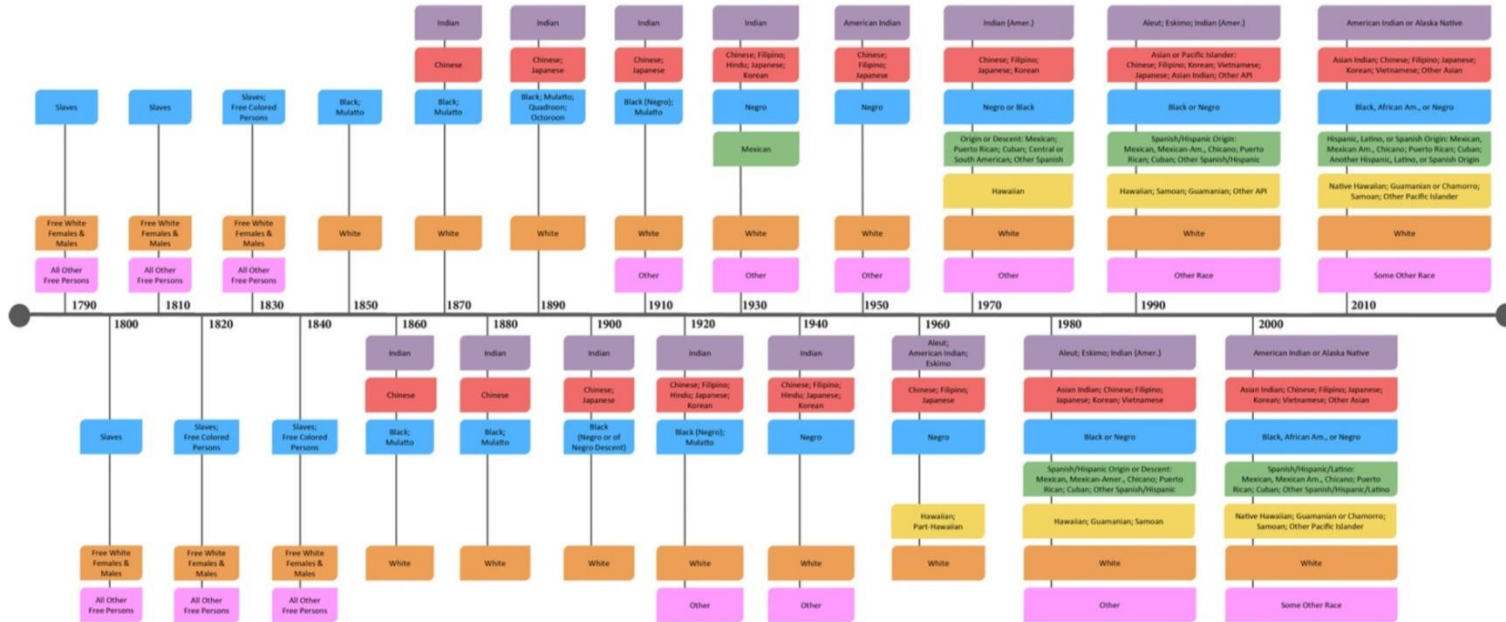 Indian
Indian
Indian
Indian
American Indian
Indian (Amer.)
Aleut; Eskimo; Indian (Amer.)
American Indian or Alaska Native
Chinese
Chinese;
Japanese
Chinese;
Japanese
Chinese; Filipino;
Hindu; Japanese;
Korean
Chinese;
Filipino;
Japanese
Chinese; Filipino;
Japanese; Korean
Asian or Pacific Islander:
Chinese; Filipino; Korean; Vietnamese;
Japanese; Asian Indian; Other API
Asian Indian; Chinese; Filipino; Japanese;
Korean; Vietnamese; Other Asian
Slaves
Slaves
Slaves;
Free Colored
Persons
Black;
Mulatto
Black;
Mulatto
Black; Mulatto;
Quadroon;
Octoroon
Black (Negro);
Mulatto
Negro
Negro
Negro or Black
Black or Negro
Black, African Am., or Negro
Mexican
Origin or Descent: Mexican;
Puerto Rican; Cuban; Central or
South American; Other Spanish
Spanish/Hispanic Origin:
Mexican, Mexican-Am., Chicano; Puerto
Rican; Cuban; Other Spanish/Hispanic
Hispanic, Latino, or Spanish Origin: Mexican,
Mexican Am., Chicano; Puerto Rican; Cuban;
Another Hispanic, Latino, or Spanish Origin
Hawaiian
Hawaiian; Samoan; Guamanian; Other API
Native Hawaiian; Guamanian or Chamorro;
Samoan; Other Pacific Islander
Free White
Females &
Males
Free White
Females &
Males
Free White
Females &
Males
White
White
White
White
White
White
White
White
White
All Other
Free Persons
All Other
Free Persons
All Other
Free Persons
Other
Other
Other
Other
Other Race
Some Other Race
1790
1810
1830
1850
1870
1890
1910
1930
1950
1970
1990
2010
1800
1820
1840
1860
1880
1900
1920
1940
1960
1980
2000
Indian
Indian
Indian
Indian
Indian
Aleut;
American Indian;
Eskimo
Aleut; Eskimo; Indian (Amer.)
American Indian or Alaska Native
Chinese
Chinese
Chinese;
Japanese
Chinese; Filipino;
Hindu; Japanese;
Korean
Chinese; Filipino;
Hindu; Japanese;
Korean
Chinese; Filipino;
Japanese
Asian Indian; Chinese; Filipino;
Japanese; Korean; Vietnamese
Asian Indian; Chinese; Filipino; Japanese;
Korean; Vietnamese; Other Asian
Slaves
Slaves;
Free Colored
Persons
Slaves;
Free Colored
Persons
Black;
Mulatto
Black;
Mulatto
Black
(Negro or of
Negro Descent)
Black (Negro);
Mulatto
Negro
Negro
Black or Negro
Black, African Am., or Negro
Spanish/Hispanic Origin or Descent:
Mexican, Mexican-Amer., Chicano; Puerto
Rican; Cuban; Other Spanish/Hispanic
Spanish/Hispanic/Latino:
Mexican, Mexican Am., Chicano; Puerto
Rican; Cuban; Other Spanish/Hispanic/Latino
Hawaiian;
Part-Hawaiian
Hawaiian; Guamanian; Samoan
Native Hawaiian; Guamanian or Chamorro;
Samoan; Other Pacific Islander
Free White
Females &
Males
Free White
Females &
Males
Free White
Females &
Males
White
White
White
White
White
White
White
White
All Other
Free Persons
All Other
Free Persons
All Other
Free Persons
Other
Other
Other
Some Other Race